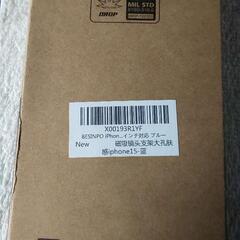 DROP
MIL STD
X00193R1YF
BESINPO iPhon...インチ対応 ブルー
New 磁吸镜头支架大孔肤
感iphone15-蓝